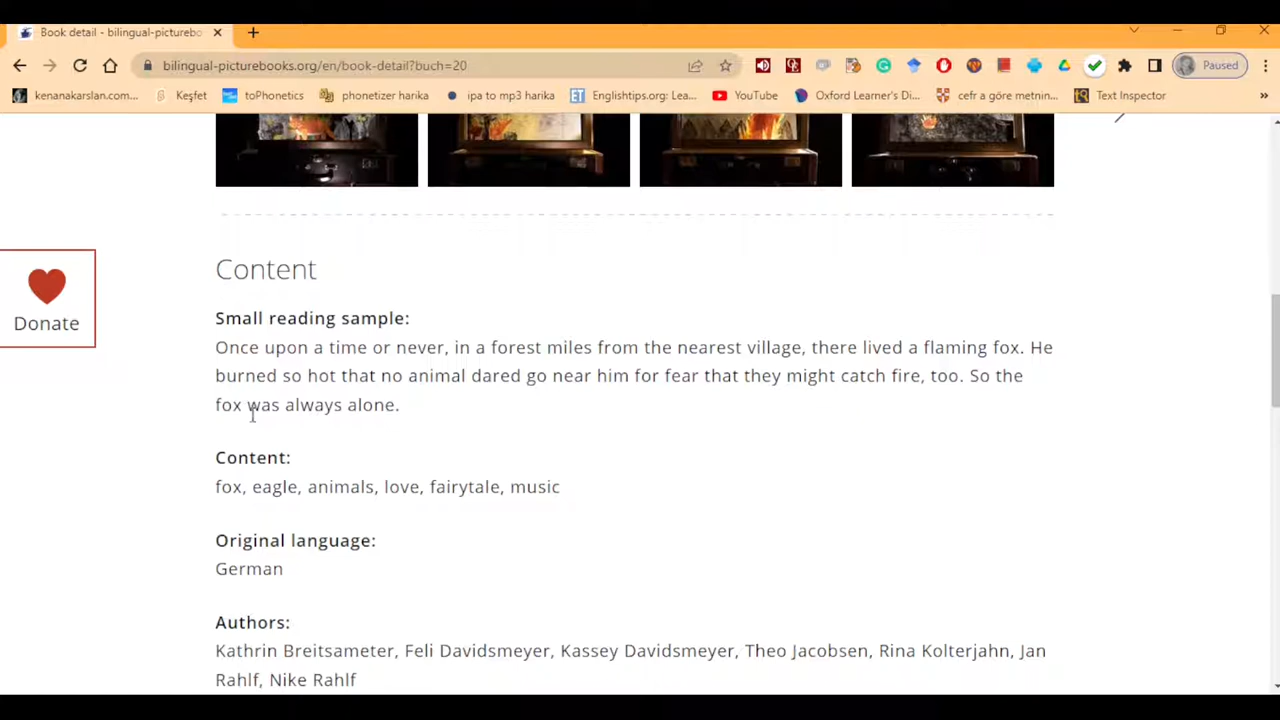 Book detail - bilingual-picturebo
bilingual-picturebooks.org/en/book-detail?buch=20
Paused
kenanakarslan.com...
Keşfet
toPhonetics
phonetizer harika
ipa to mp3 harika
Englishtips.org: Lea...
YouTube
Oxford Learner's Di...
cefr a göre metnin...
Text Inspector
»
Donate
Content
Small reading sample:
Once upon a time or never, in a forest miles from the nearest village, there lived a flaming fox. He
burned so hot that no animal dared go near him for fear that they might catch fire, too. So the
fox was always alone.
Content:
fox, eagle, animals, love, fairytale, music
Original language:
German
Authors:
Kathrin Breitsameter, Feli Davidsmeyer, Kassey Davidsmeyer, Theo Jacobsen, Rina Kolterjahn, Jan
Rahlf, Nike Rahlf